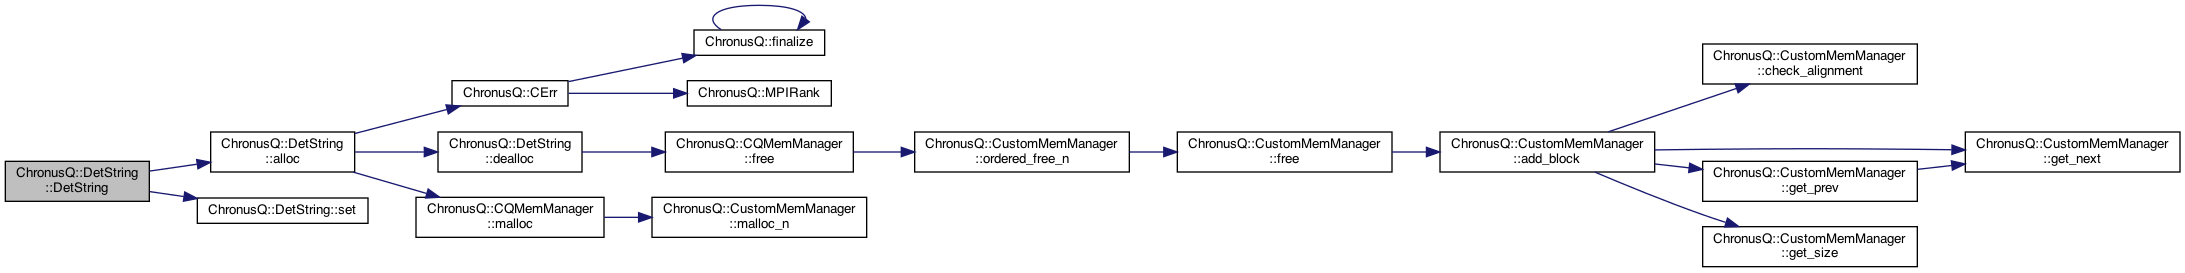 ChronusQ::DetString
::DetString
ChronusQ::DetString
::alloc
ChronusQ::DetString::set
ChronusQ::CErr
ChronusQ::DetString
::dealloc
ChronusQ::CQMemManager
::malloc
ChronusQ::finalize
ChronusQ::MPIRank
ChronusQ::CQMemManager
::free
ChronusQ::CustomMemManager
::malloc_n
ChronusQ::CustomMemManager
::ordered_free_n
ChronusQ::CustomMemManager
::free
ChronusQ::CustomMemManager
::add_block
ChronusQ::CustomMemManager
::check_alignment
ChronusQ::CustomMemManager
::get_prev
ChronusQ::CustomMemManager
::get_size
ChronusQ::CustomMemManager
::get_next